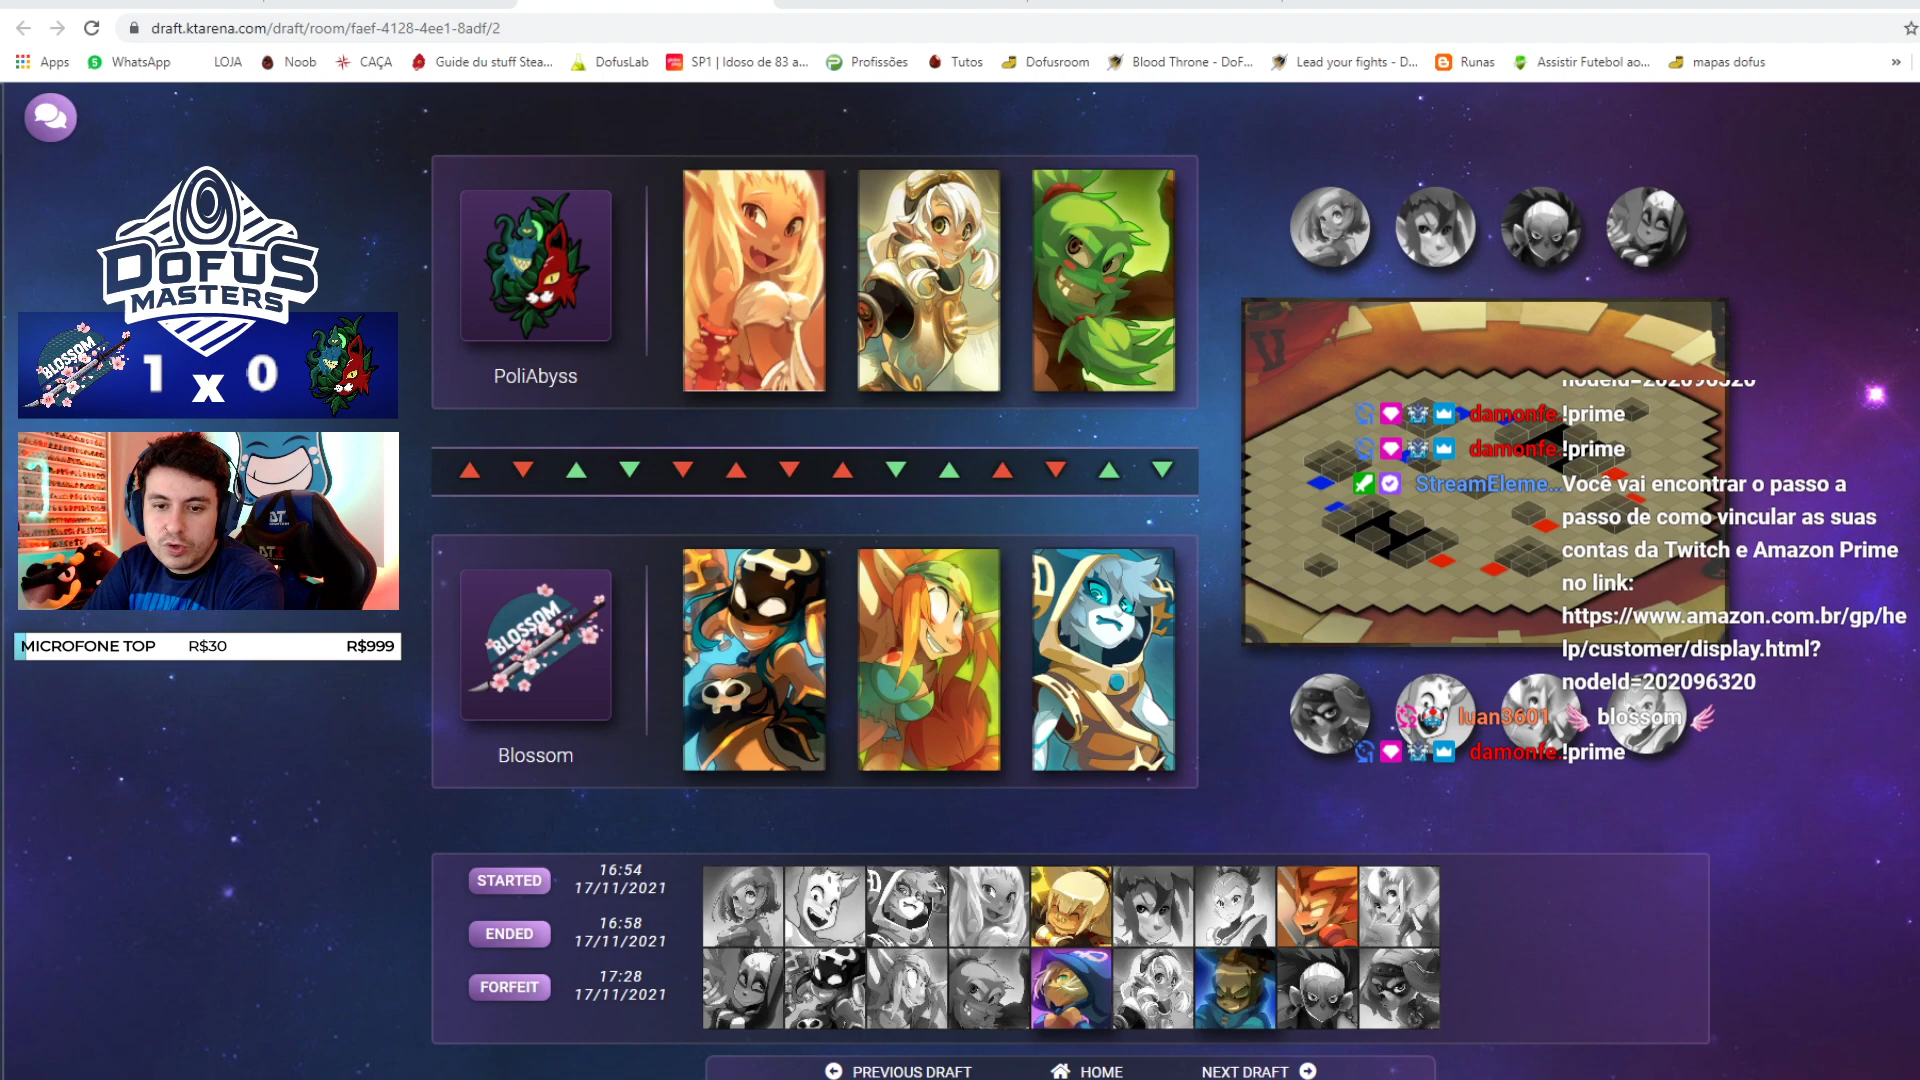 draft.ktarena.com/draft/room/faef-4128-4ee1-8adf/2
Apps WhatsApp LOJA Noob CAÇA Guide du stuff Stea... DofusLab SP1 | Idoso de 83 a... Profissões Tutos Dofusroom Blood Throne - DoF... Lead your fights - D... Runas Assistir Futebol ao... mapas dofus »
DOFUS
MASTERS
BLOSSOM 1 x 0
PoliAbyss
BLOSSOM
Blossom
MICROFONE TOP R$30 R$999
damonfe.!prime
damonfe.!prime
StreamEleme...Você vai encontrar o passo a
passo de como vincular as suas
contas da Twitch e Amazon Prime
no link:
https://www.amazon.com.br/gp/he
lp/customer/display.html?
nodeId=202096320
luan3601 blossom
damonfe.!prime
STARTED 16:54
17/11/2021
ENDED 16:58
17/11/2021
FORFEIT 17:28
17/11/2021
PREVIOUS DRAFT HOME NEXT DRAFT